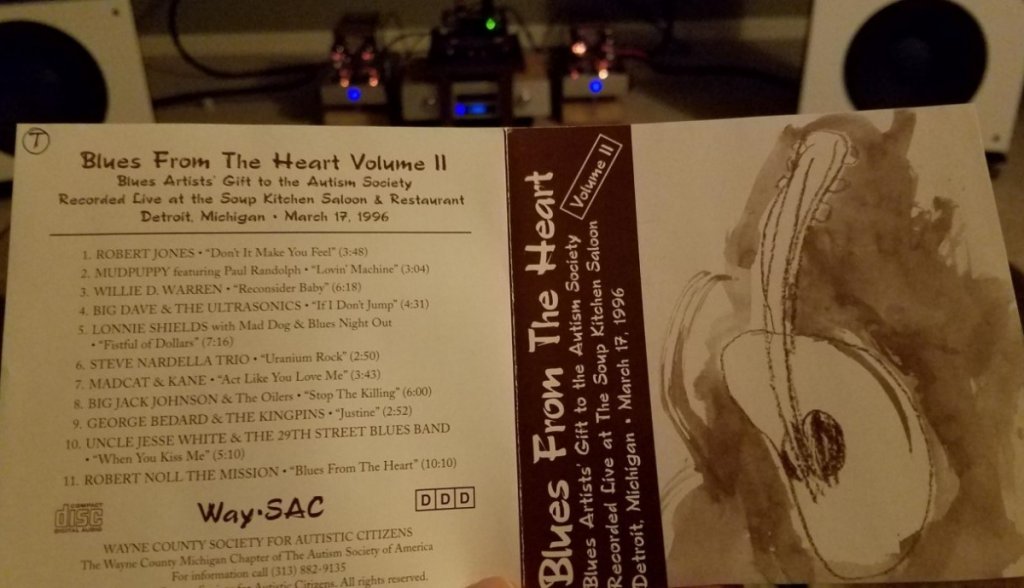 T
Blues From The Heart Volume II
Blues Artists' Gift to the Autism Society
Recorded Live at the Soup Kitchen Saloon & Restaurant
Detroit, Michigan • March 17, 1996
1. ROBERT JONES • "Don't It Make You Feel" (3:48)
2. MUDPUPPY featuring Paul Randolph • "Lovin' Machine" (3:04)
3. WILLIE D. WARREN • "Reconsider Baby" (6:18)
4. BIG DAVE & THE ULTRASONICS • "If I Don't Jump" (4:31)
5. LONNIE SHIELDS with Mad Dog & Blues Night Out
• "Fistful of Dollars" (7:16)
6. STEVE NARDELLA TRIO • "Uranium Rock" (2:50)
7. MADCAT & KANE • "Act Like You Love Me" (3:43)
8. BIG JACK JOHNSON & The Oilers • "Stop The Killing" (6:00)
9. GEORGE BEDARD & THE KINGPINS • "Justine" (2:52)
10. UNCLE JESSE WHITE & THE 29TH STREET BLUES BAND
• "When You Kiss Me" (5:10)
11. ROBERT NOLL THE MISSION • "Blues From The Heart" (10:10)
COMPACT
disc
DIGITAL AUDIO
Way•SAC
DDD
WAYNE COUNTY SOCIETY FOR AUTISTIC CITIZENS
The Wayne County Michigan Chapter of The Autism Society of America
For information call (313) 882-9135
for Autistic Citizens. All rights reserved.
Blues From The Heart
Volume II
Blues Artists' Gift to the Autism Society
Recorded Live at The Soup Kitchen Saloon
Detroit, Michigan • March 17, 1996